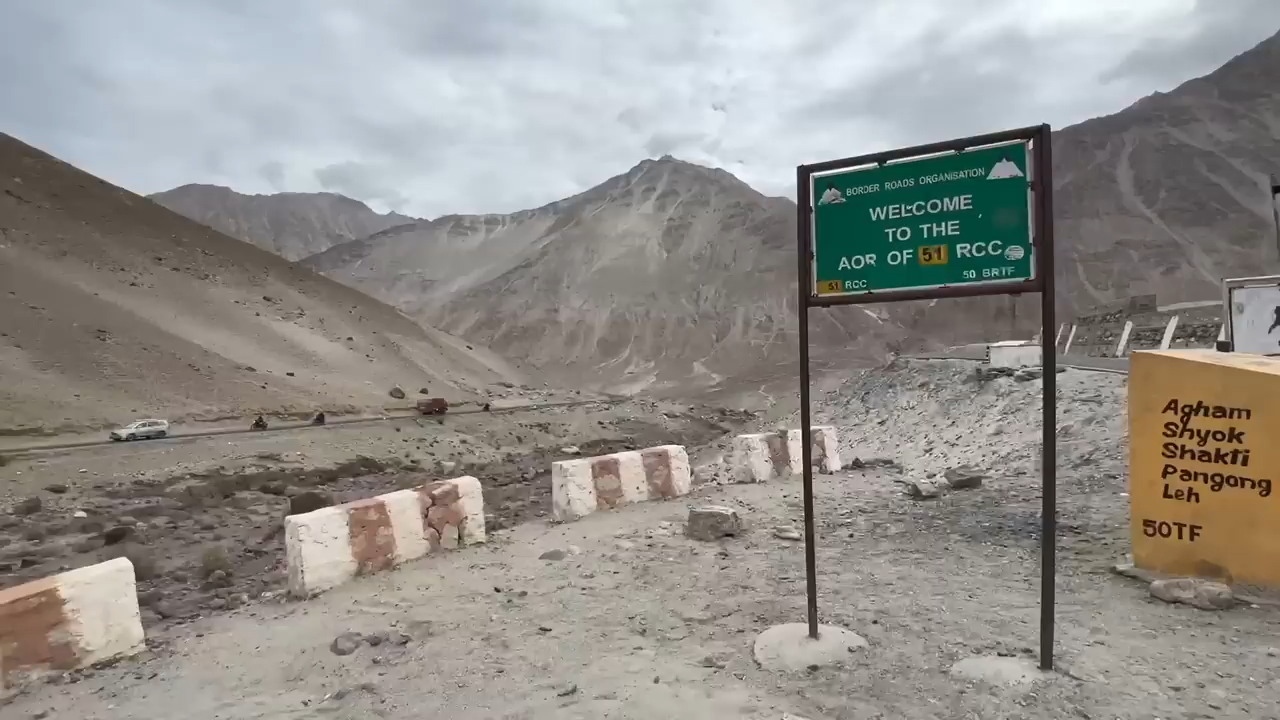 BORDER ROADS ORGANISATION
WELCOME
TO THE
AOR OF 51 RCC
50 BRTF
51 RCC
Agham
Shyok
Shakti
Pangong
Leh
50TF